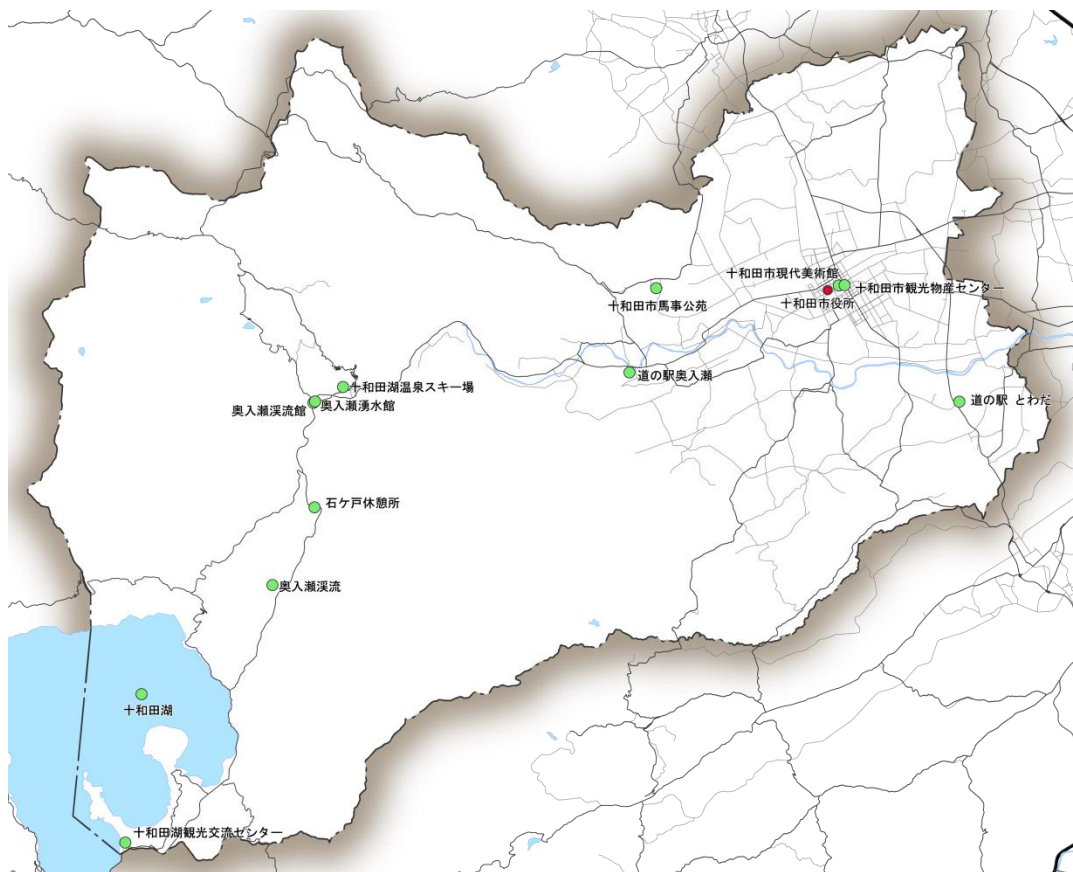 十和田市現代美術館
十和田市観光物産センター
十和田市役所
十和田市馬事公苑
道の駅奥入瀬
十和田湖温泉スキー場
奥入瀬渓流館
奥入瀬湧水館
道の駅 とわだ
石ケ戸休憩所
奥入瀬渓流
十和田湖
十和田湖観光交流センター